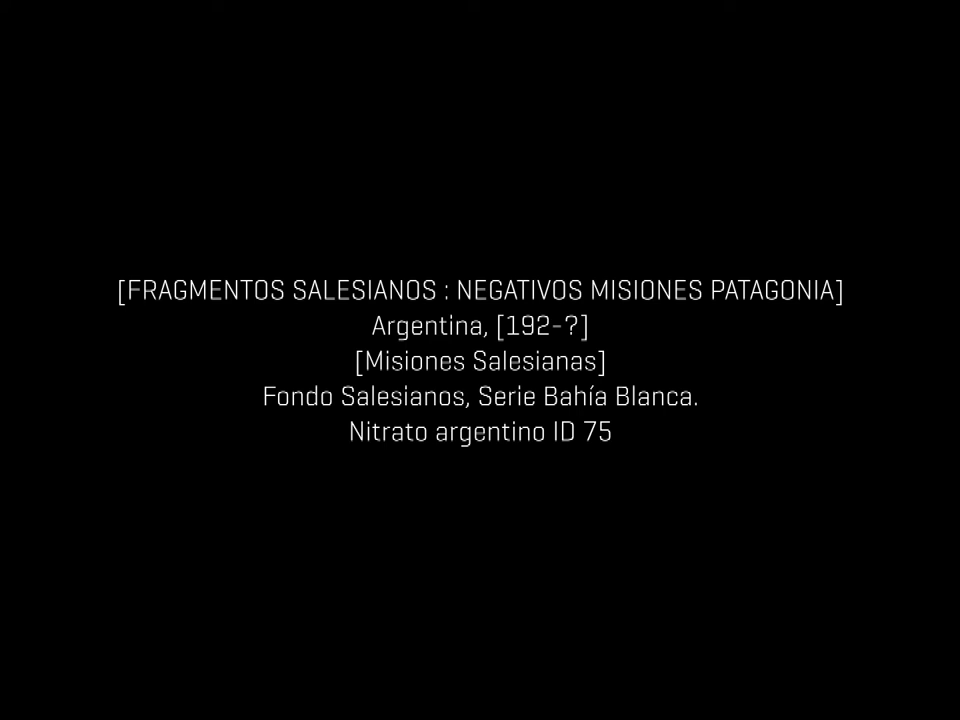 [FRAGMENTOS SALESIANOS : NEGATIVOS MISIONES PATAGONIA]
Argentina, [192-?]
[Misiones Salesianas]
Fondo Salesianos, Serie Bahía Blanca.
Nitrato argentino ID 75